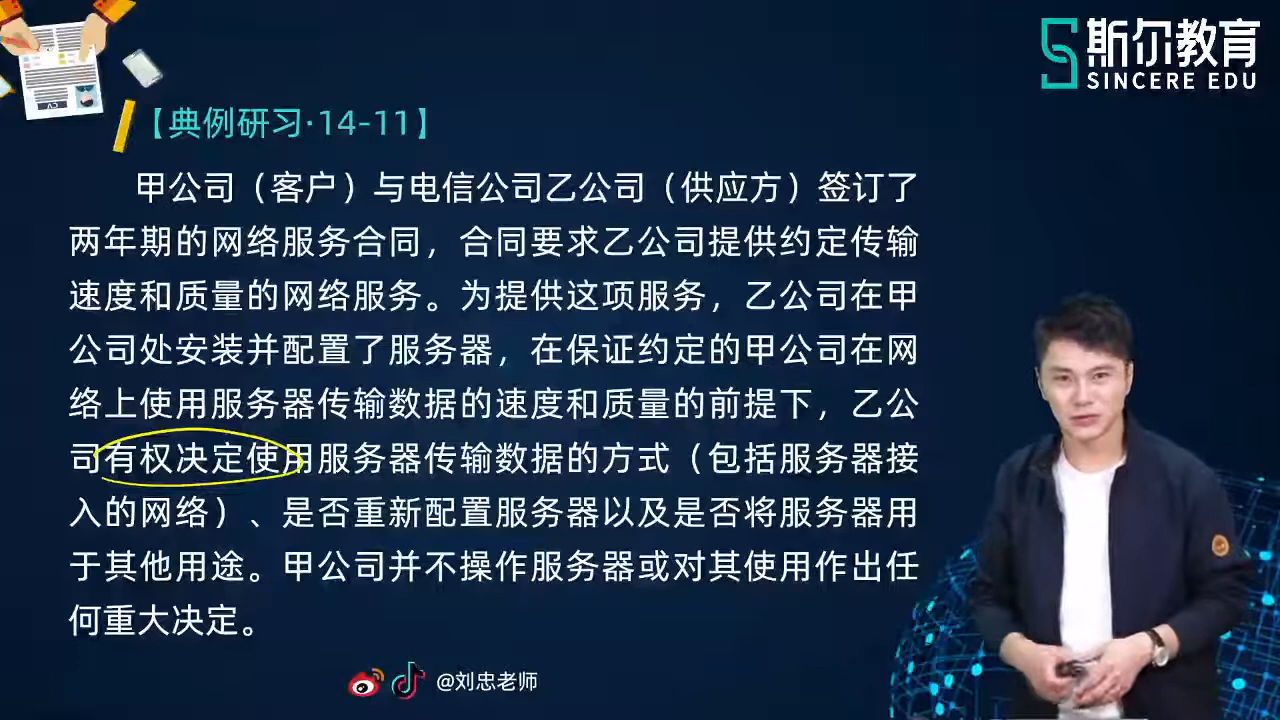 斯尔教育
SINCERE EDU
【典例研习·14-11】
甲公司（客户）与电信公司乙公司（供应方）签订了
两年期的网络服务合同，合同要求乙公司提供约定传输
速度和质量的网络服务。为提供这项服务，乙公司在甲
公司处安装并配置了服务器，在保证约定的甲公司在网
络上使用服务器传输数据的速度和质量的前提下，乙公
司有权决定使用服务器传输数据的方式（包括服务器接
入的网络）、是否重新配置服务器以及是否将服务器用
于其他用途。甲公司并不操作服务器或对其使用作出任
何重大决定。
@刘忠老师